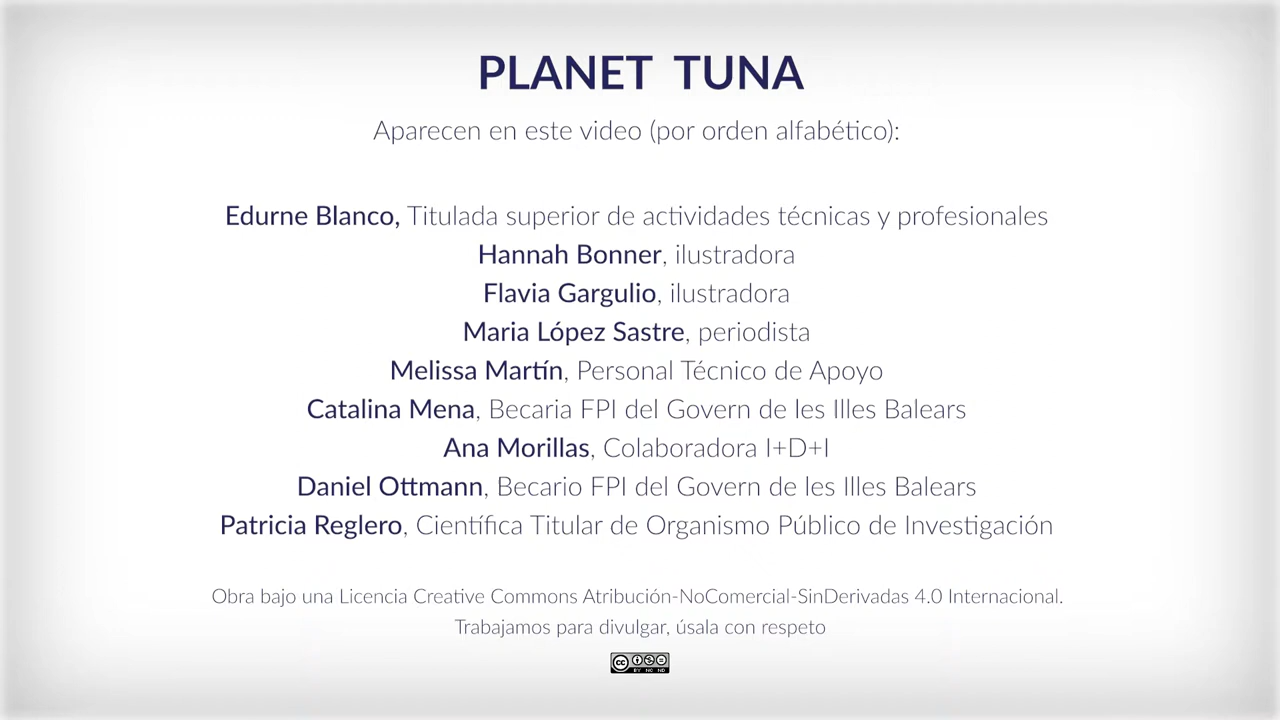 PLANET TUNA
Aparecen en este video (por orden alfabético):
Edurne Blanco, Titulada superior de actividades técnicas y profesionales
Hannah Bonner, ilustradora
Flavia Gargulio, ilustradora
Maria López Sastre, periodista
Melissa Martín, Personal Técnico de Apoyo
Catalina Mena, Becaria FPI del Govern de les Illes Balears
Ana Morillas, Colaboradora I+D+I
Daniel Ottmann, Becario FPI del Govern de les Illes Balears
Patricia Reglero, Científica Titular de Organismo Público de Investigación
Obra bajo una Licencia Creative Commons Atribución-NoComercial-SinDerivadas 4.0 Internacional.
Trabajamos para divulgar, úsala con respeto
cc BY NC ND